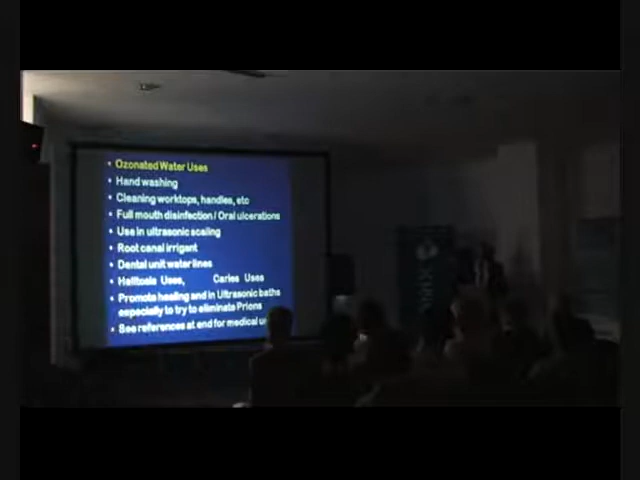 • Ozonated Water Uses
• Hand washing
• Cleaning worktops, handles, etc
• Full mouth disinfection / Oral ulcerations
• Use in ultrasonic scaling
• Root canal irrigant
• Dental unit water lines
• Halitosis Uses, Caries Uses
• Promote healing and in Ultrasonic baths
especially to try to eliminate Prions
• See references at end for medical